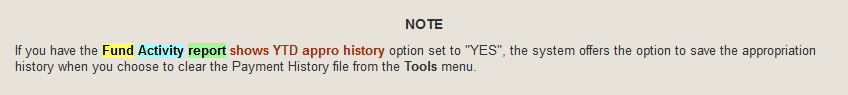 NOTE
If you have the Fund Activity report shows YTD appro history option set to "YES", the system offers the option to save the appropriation
history when you choose to clear the Payment History file from the Tools menu.